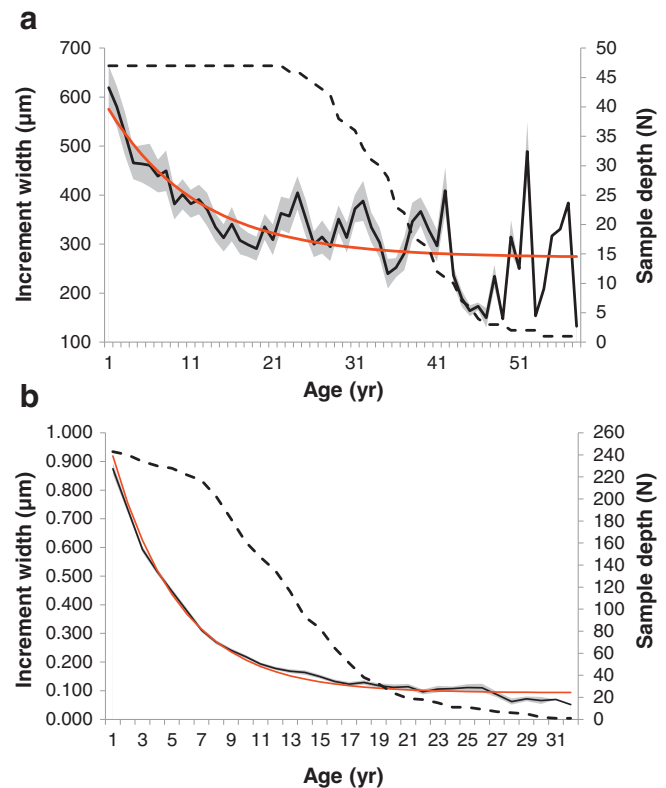 a
700 50
600 45
500 40
400 35
300 30
200 25
100 20
15
10
5
0
Increment width (µm)
Sample depth (N)
1 11 21 31 41 51
Age (yr)
b
1.000 260
0.900 240
0.800 220
0.700 200
0.600 180
0.500 160
0.400 140
0.300 120
0.200 100
0.100 80
0.000 60
40
20
0
Increment width (µm)
Sample depth (N)
1 3 5 7 9 11 13 15 17 19 21 23 25 27 29 31
Age (yr)